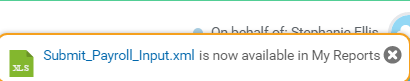 On behalf of: Stephanie Ellis
Submit_Payroll_Input.xml is now available in My Reports
XLS